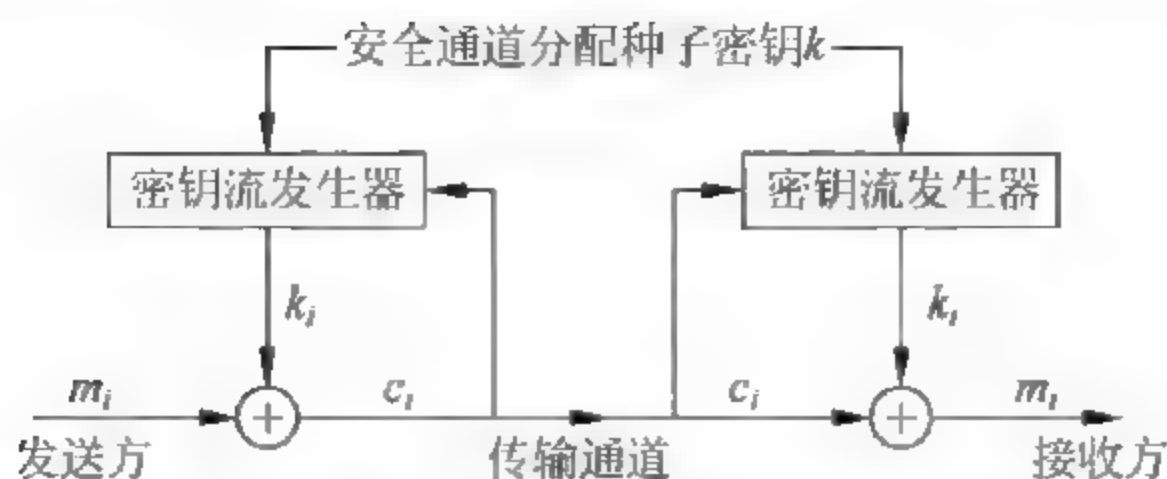 安全通道分配种子密钥k
密钥流发生器 密钥流发生器
k_i k_i
m_i c_i c_i m_i
发送方 传输通道 接收方